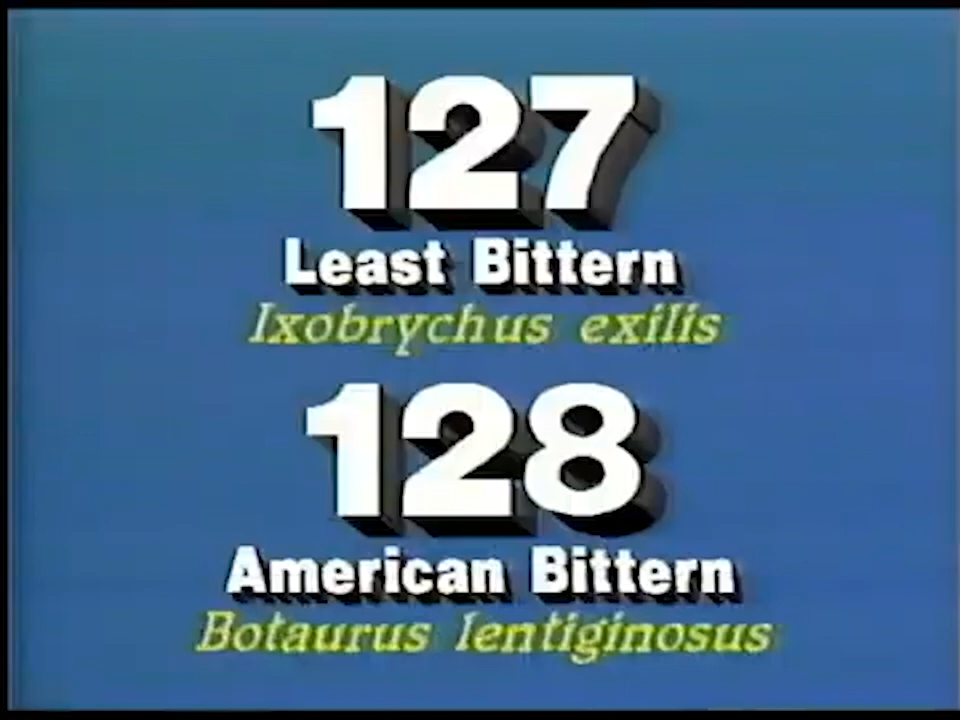 127
Least Bittern
Ixobrychus exilis
128
American Bittern
Botaurus lentiginosus